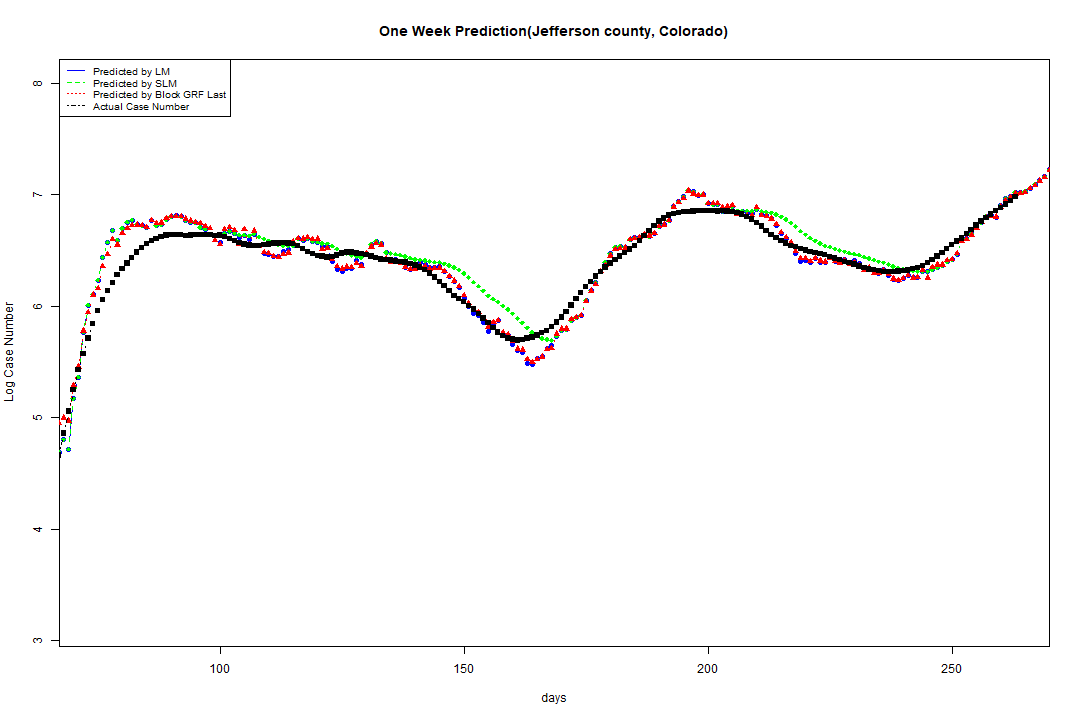 One Week Prediction(Jefferson county, Colorado)
Predicted by LM
Predicted by SLM
Predicted by Block GRF Last
Actual Case Number
8
7
6
5
4
3
Log Case Number
100
150
200
250
days